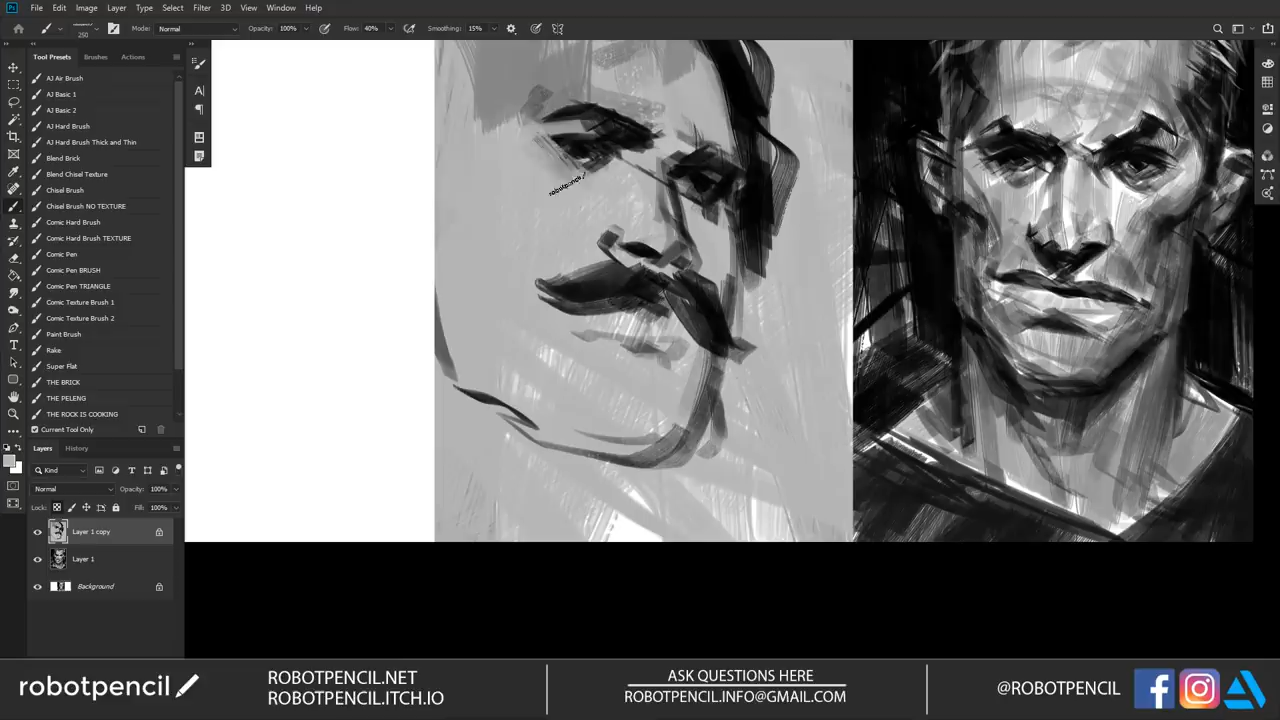 Ps File Edit Image Layer Type Select Filter 3D View Window Help
250 Mode: Normal Opacity: 100% Flow: 40% Smoothing: 15%
Tool Presets Brushes Actions
AJ Air Brush
AJ Basic 1
AJ Basic 2
AJ Hard Brush
AJ Hard Brush Thick and Thin
Blend Brick
Blend Chisel Texture
Chisel Brush
Chisel Brush NO TEXTURE
Comic Hard Brush
Comic Hard Brush TEXTURE
Comic Pen
Comic Pen BRUSH
Comic Pen TRIANGLE
Comic Texture Brush 1
Comic Texture Brush 2
Paint Brush
Rake
Super Flat
THE BRICK
THE PELENG
THE ROCK IS COOKING
Current Tool Only
Layers History
Kind
Normal Opacity: 100%
Lock: Fill: 100%
Layer 1 copy
Layer 1
Background
robotpencil
robotpencil
ROBOTPENCIL.NET
ROBOTPENCIL.ITCH.IO
ASK QUESTIONS HERE
ROBOTPENCIL.INFO@GMAIL.COM
@ROBOTPENCIL